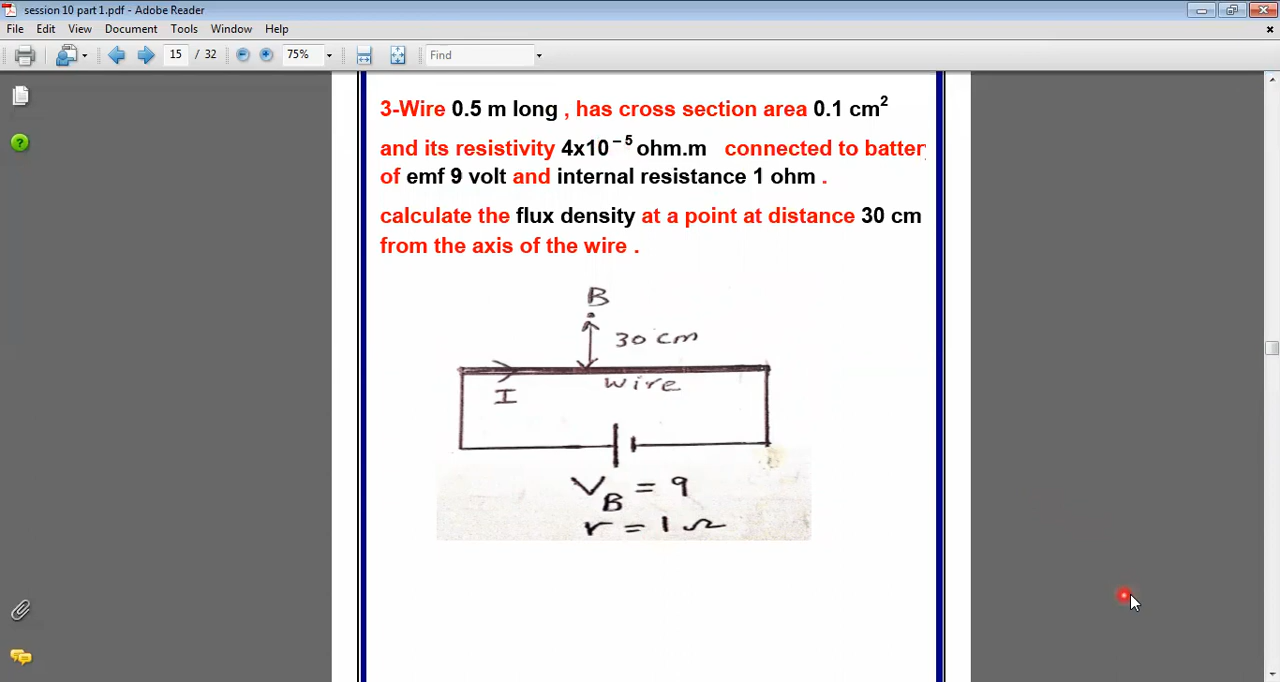 session 10 part 1.pdf - Adobe Reader
File Edit View Document Tools Window Help
15 / 32 75% Find
3-Wire 0.5 m long , has cross section area 0.1 cm²
and its resistivity 4x10⁻⁵ ohm.m connected to batter
of emf 9 volt and internal resistance 1 ohm .
calculate the flux density at a point at distance 30 cm
from the axis of the wire .
B
30 cm
wire
I
V_B = 9
r = 1 Ω